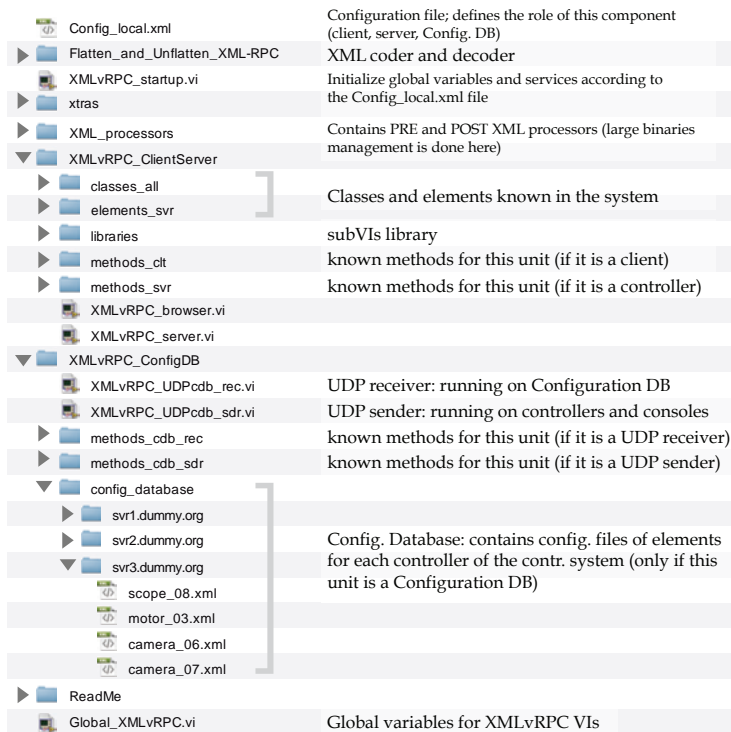 Config_local.xml
Configuration file; defines the role of this component
(client, server, Config. DB)
Flatten_and_Unflatten_XML-RPC
XML coder and decoder
XMLvRPC_startup.vi
Initialize global variables and services according to
the Config_local.xml file
xtras
XML_processors
Contains PRE and POST XML processors (large binaries
management is done here)
XMLvRPC_ClientServer
classes_all
elements_svr
Classes and elements known in the system
libraries
subVIs library
methods_clt
known methods for this unit (if it is a client)
methods_svr
known methods for this unit (if it is a controller)
XMLvRPC_browser.vi
XMLvRPC_server.vi
XMLvRPC_ConfigDB
XMLvRPC_UDPcdb_rec.vi
UDP receiver: running on Configuration DB
XMLvRPC_UDPcdb_sdr.vi
UDP sender: running on controllers and consoles
methods_cdb_rec
known methods for this unit (if it is a UDP receiver)
methods_cdb_sdr
known methods for this unit (if it is a UDP sender)
config_database
svr1.dummy.org
svr2.dummy.org
svr3.dummy.org
Config. Database: contains config. files of elements
for each controller of the contr. system (only if this
unit is a Configuration DB)
scope_08.xml
motor_03.xml
camera_06.xml
camera_07.xml
ReadMe
Global_XMLvRPC.vi
Global variables for XMLvRPC VIs